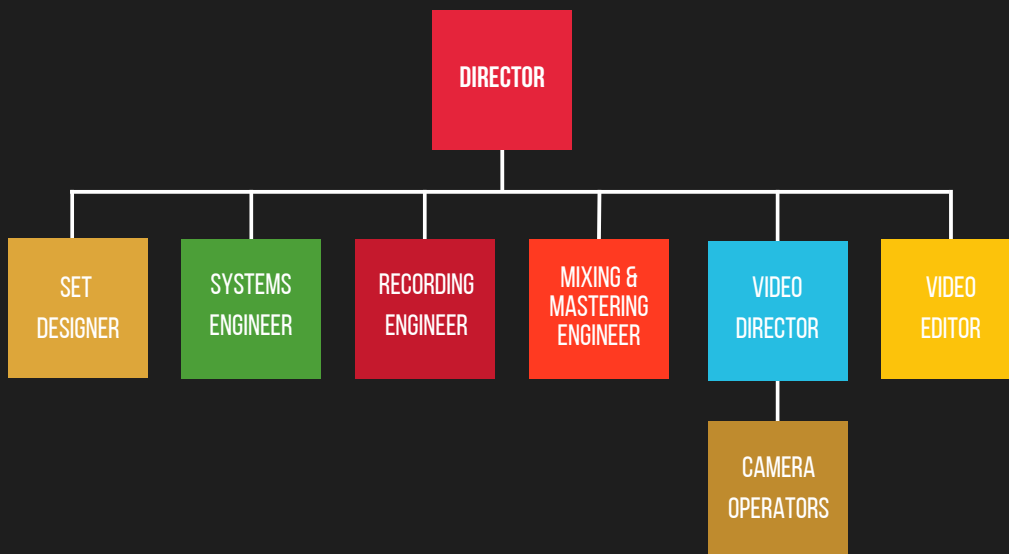 DIRECTOR
SET
DESIGNER
SYSTEMS
ENGINEER
RECORDING
ENGINEER
MIXING &
MASTERING
ENGINEER
VIDEO
DIRECTOR
VIDEO
EDITOR
CAMERA
OPERATORS